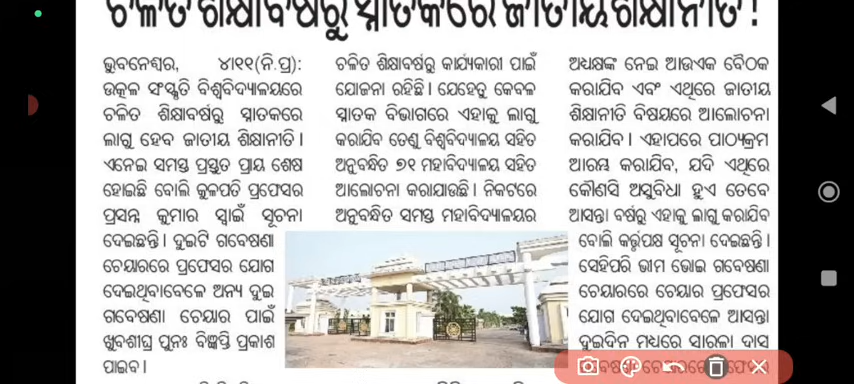 ଚଳିତ ଶିକ୍ଷାବର୍ଷରୁ ସ୍ନାତକରେ ଜାତୀୟ ଶିକ୍ଷାନୀତି !
ଭୁବନେଶ୍ୱର, ୪ା୧୧(ନି.ପ୍ର):
ଉତ୍କଳ ସଂସ୍କୃତି ବିଶ୍ୱବିଦ୍ୟାଳୟରେ
ଚଳିତ ଶିକ୍ଷାବର୍ଷରୁ ସ୍ନାତକରେ
ଲାଗୁ ହେବ ଜାତୀୟ ଶିକ୍ଷାନୀତି ।
ଏନେଇ ସମସ୍ତ ପ୍ରସ୍ତୁତ ପ୍ରାୟ ଶେଷ
ହୋଇଛି ବୋଲି କୁଳପତି ପ୍ରଫେସର
ପ୍ରସନ୍ନ କୁମାର ସ୍ୱାଇଁ ସୂଚନା
ଦେଇଛନ୍ତି । ଦୁଇଟି ଗବେଷଣା
ଚେୟାରରେ ପ୍ରଫେସର ଯୋଗ
ଦେଇଥିବାବେଳେ ଅନ୍ୟ ଦୁଇ
ଗବେଷଣା ଚେୟାର ପାଇଁ
ଖୁବଶୀଘ୍ର ପୁନଃ ବିଜ୍ଞପ୍ତି ପ୍ରକାଶ
ପାଇବ ।
ଚଳିତ ଶିକ୍ଷାବର୍ଷରୁ କାର୍ଯ୍ୟକାରୀ ପାଇଁ
ଯୋଜନା ରହିଛି । ଯେହେତୁ କେବଳ
ସ୍ନାତକ ବିଭାଗରେ ଏହାକୁ ଲାଗୁ
କରାଯିବ ତେଣୁ ବିଶ୍ୱବିଦ୍ୟାଳୟ ସହିତ
ଅନୁବନ୍ଧିତ ୭୧ ମହାବିଦ୍ୟାଳୟ ସହିତ
ଆଲୋଚନା କରାଯାଉଛି । ନିକଟରେ
ଅନୁବନ୍ଧିତ ସମସ୍ତ ମହାବିଦ୍ୟାଳୟର
ଅଧ୍ୟକ୍ଷଙ୍କ ନେଇ ଆଉଏକ ବୈଠକ
କରାଯିବ ଏବଂ ଏଥିରେ ଜାତୀୟ
ଶିକ୍ଷାନୀତି ବିଷୟରେ ଆଲୋଚନା
କରାଯିବ । ଏହାପରେ ପାଠ୍ୟକ୍ରମ
ଆରମ୍ଭ କରାଯିବ, ଯଦି ଏଥିରେ
କୌଣସି ଅସୁବିଧା ହୁଏ ତେବେ
ଆସନ୍ତା ବର୍ଷରୁ ଏହାକୁ ଲାଗୁ କରାଯିବ
ବୋଲି କର୍ତ୍ତୃପକ୍ଷ ସୂଚନା ଦେଇଛନ୍ତି ।
ସେହିପରି ଭୀମ ଭୋଇ ଗବେଷଣା
ଚେୟାରରେ ଚେୟାର ପ୍ରଫେସର
ଯୋଗ ଦେଇଥିବାବେଳେ ଆସନ୍ତା
ଦୁଇଦିନ ମଧ୍ୟରେ ସାରଳା ଦାସ